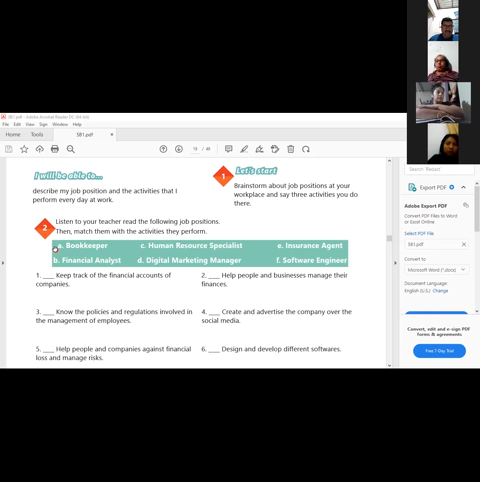 SB1.pdf - Adobe Acrobat Reader DC (64-bit)
File Edit View Sign Window Help
Home Tools SB1.pdf ×
Search 'Redact'
I will be able to...
describe my job position and the activities that I
perform every day at work.
1
Let's start
Brainstorm about job positions at your
workplace and say three activities you do
there.
2
Listen to your teacher read the following job positions.
Then, match them with the activities they perform.
a. Bookkeeper c. Human Resource Specialist e. Insurance Agent
b. Financial Analyst d. Digital Marketing Manager f. Software Engineer
1. ___ Keep track of the financial accounts of
companies.
2. ___ Help people and businesses manage their
finances.
3. ___ Know the policies and regulations involved in
the management of employees.
4. ___ Create and advertise the company over the
social media.
5. ___ Help people and companies against financial
loss and manage risks.
6. ___ Design and develop different softwares.
Export PDF
Adobe Export PDF
Convert PDF Files to Word
or Excel Online
Select PDF File
SB1.pdf ×
Convert to
Microsoft Word (*.docx)
Document Language:
English (U.S.) Change
Convert, edit and e-sign PDF
forms & agreements
Free 7-Day Trial